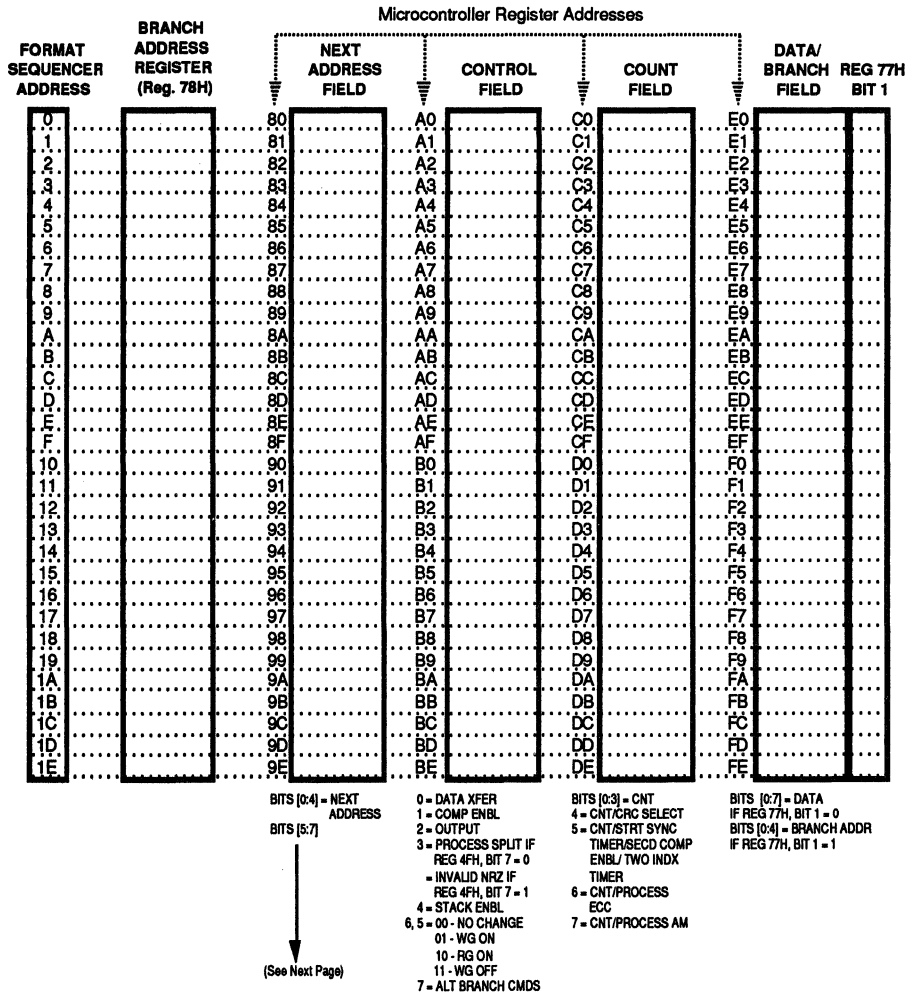 Microcontroller Register Addresses
FORMAT SEQUENCER ADDRESS
BRANCH ADDRESS REGISTER (Reg. 78H)
NEXT ADDRESS FIELD
CONTROL FIELD
COUNT FIELD
DATA/ BRANCH FIELD
REG 77H BIT 1
0 80 A0 C0 E0
1 81 A1 C1 E1
2 82 A2 C2 E2
3 83 A3 C3 E3
4 84 A4 C4 E4
5 85 A5 C5 E5
6 86 A6 C6 E6
7 87 A7 C7 E7
8 88 A8 C8 E8
9 89 A9 C9 E9
A 8A AA CA EA
B 8B AB CB EB
C 8C AC CC EC
D 8D AD CD ED
E 8E AE CE EE
F 8F AF CF EF
10 90 B0 D0 F0
11 91 B1 D1 F1
12 92 B2 D2 F2
13 93 B3 D3 F3
14 94 B4 D4 F4
15 95 B5 D5 F5
16 96 B6 D6 F6
17 97 B7 D7 F7
18 98 B8 D8 F8
19 99 B9 D9 F9
1A 9A BA DA FA
1B 9B BB DB FB
1C 9C BC DC FC
1D 9D BD DD FD
1E 9E BE DE FE
BITS [0:4] = NEXT
ADDRESS
BITS [5:7]
(See Next Page)
0 = DATA XFER
1 = COMP ENBL
2 = OUTPUT
3 = PROCESS SPLIT IF
REG 4FH, BIT 7 = 0
= INVALID NRZ IF
REG 4FH, BIT 7 = 1
4 = STACK ENBL
6, 5 = 00 - NO CHANGE
01 - WG ON
10 - RG ON
11 - WG OFF
7 = ALT BRANCH CMDS
BITS [0:3] = CNT
4 = CNT/CRC SELECT
5 = CNT/STRT SYNC
TIMER/SECD COMP
ENBL/ TWO INDX
TIMER
6 = CNT/PROCESS
ECC
7 = CNT/PROCESS AM
BITS [0:7] = DATA
IF REG 77H, BIT 1 = 0
BITS [0:4] = BRANCH ADDR
IF REG 77H, BIT 1 = 1